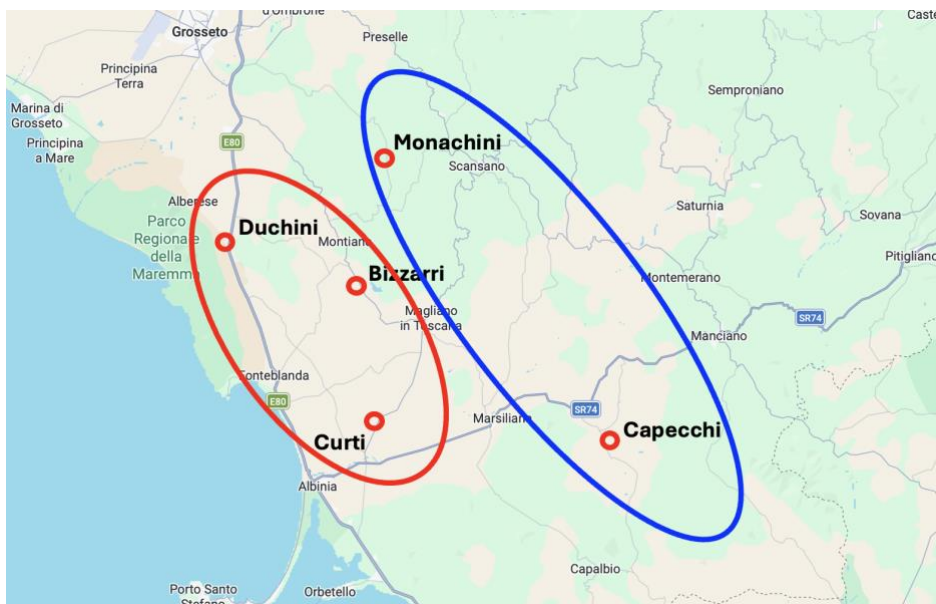 d'Ombrone
Caste
Grosseto
Preselle
Principina
Terra
Semproniano
Marina di
Grosseto
Principina
a Mare
E80
Monachini
Scansano
Alberese
Saturnia
Sovana
Parco
Regionale
della
Maremma
Duchini
Montiano
Pitigliano
Bizzarri
Montemerano
Magliano
in Toscana
SR74
Manciano
Fonteblanda
E80
SR74
Marsiliana
Curti
Capecchi
Albinia
Capalbio
Porto Santo
Stefano
Orbetello